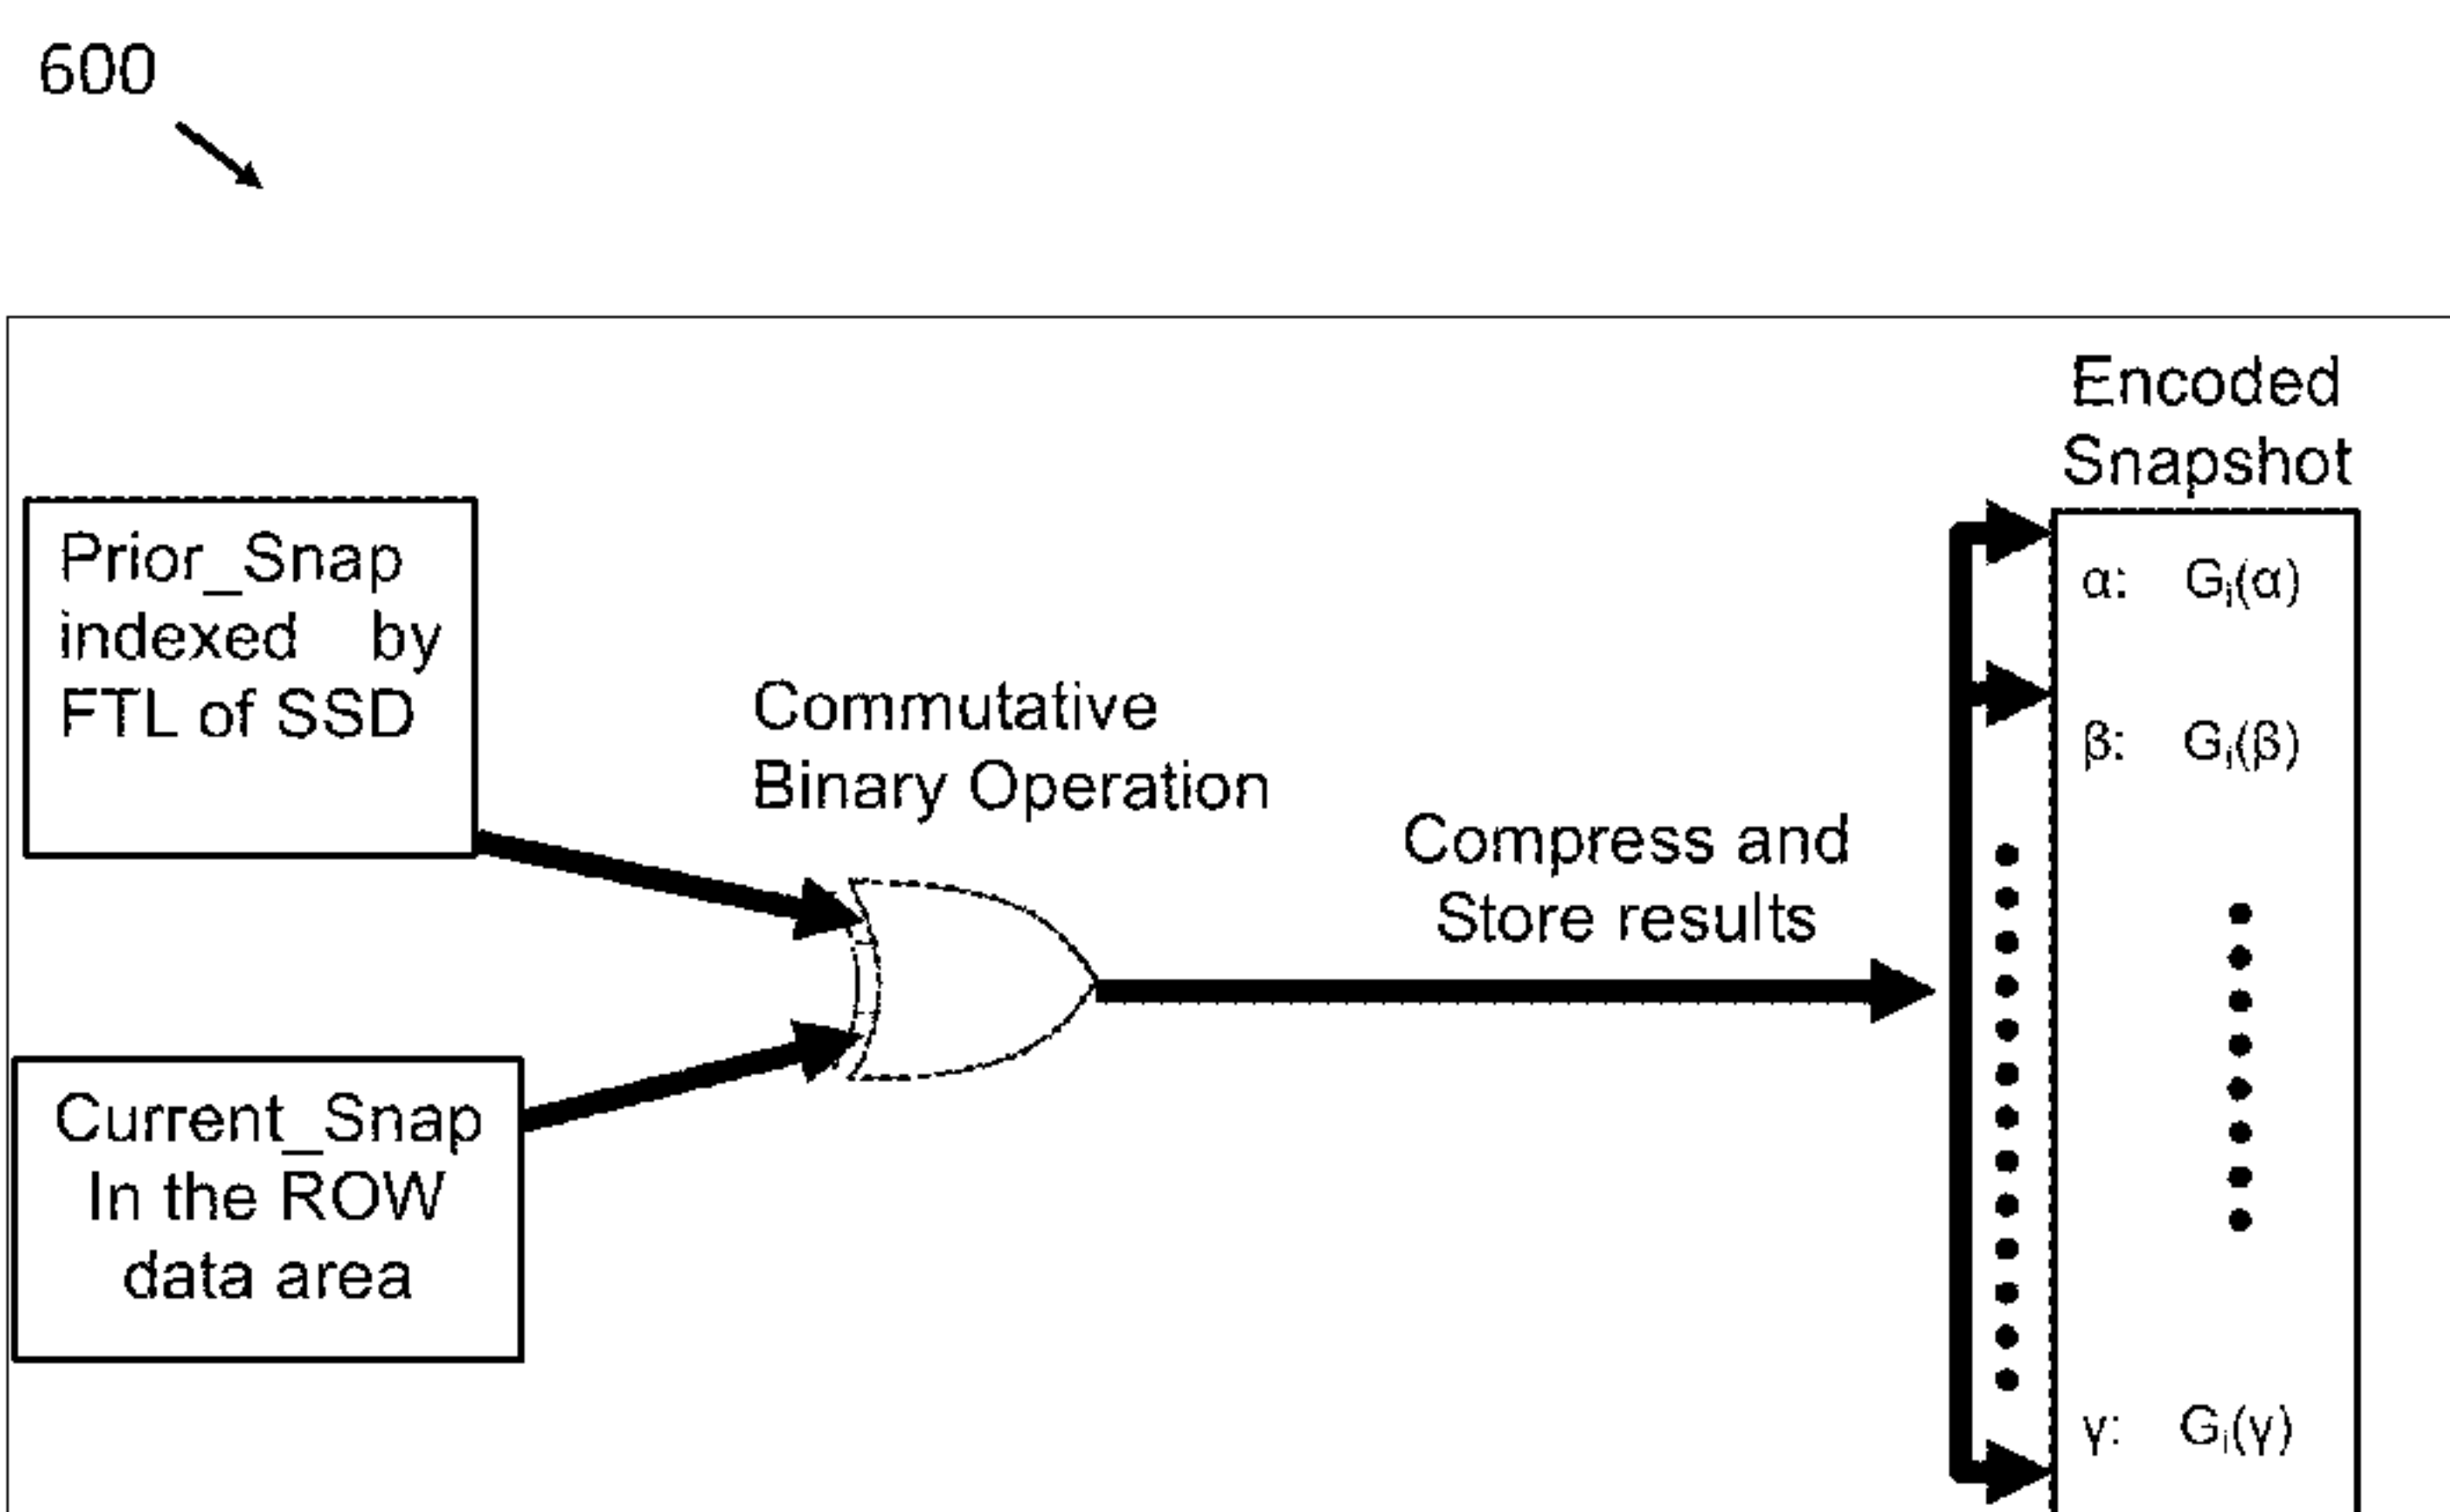 600
Encoded
Snapshot
Prior_Snap
indexed by
FTL of SSD
Commutative
Binary Operation
Compress and
Store results
Current_Snap
In the ROW
data area
α: Gᵢ(α)
β: Gᵢ(β)
γ: Gᵢ(γ)